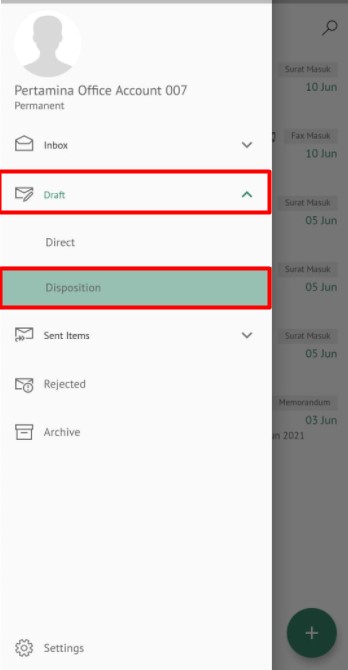 Pertamina Office Account 007
Permanent
Inbox
Draft
Direct
Disposition
Sent Items
Rejected
Archive
Settings
Surat Masuk
10 Jun
Fax Masuk
10 Jun
Surat Masuk
05 Jun
Surat Masuk
05 Jun
Surat Masuk
05 Jun
Memorandum
03 Jun
2021